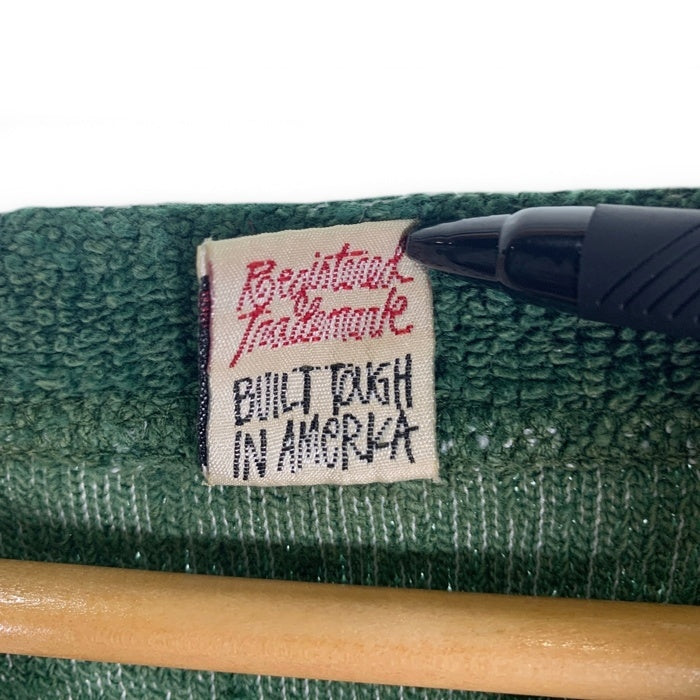 Registered
Trademark
BUILT TOUGH
IN AMERICA